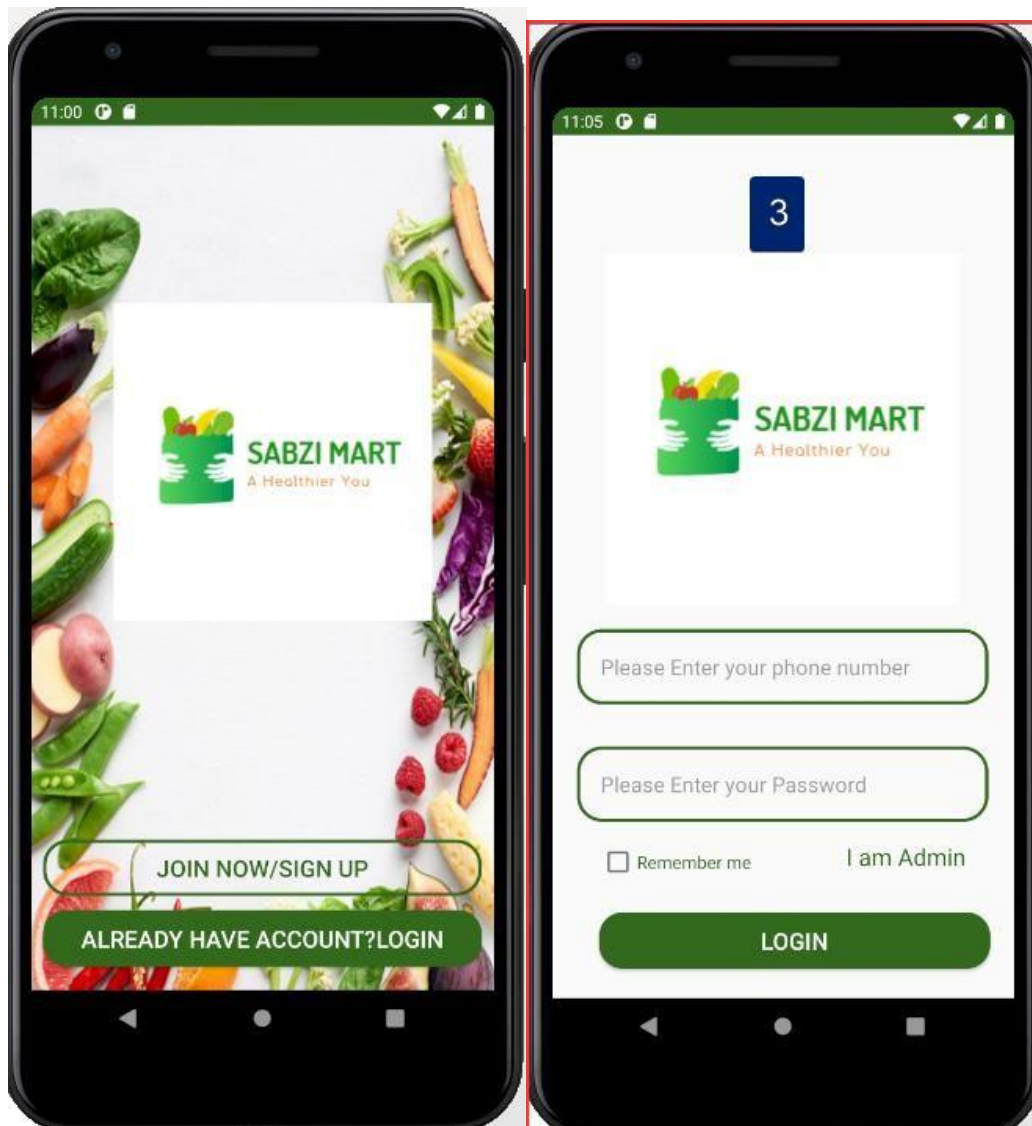 11:00
SABZI MART
A Healthier You
JOIN NOW/SIGN UP
ALREADY HAVE ACCOUNT?LOGIN
11:05
3
SABZI MART
A Healthier You
Please Enter your phone number
Please Enter your Password
Remember me
I am Admin
LOGIN